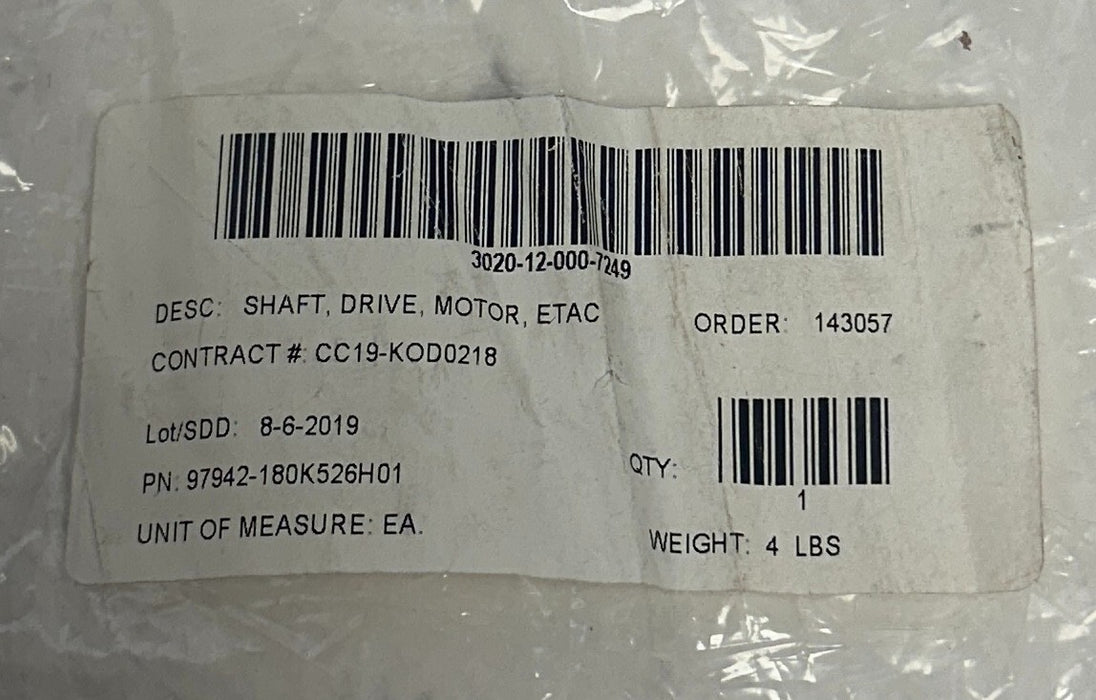 3020-12-000-7249
DESC: SHAFT, DRIVE, MOTOR, ETAC
ORDER: 143057
CONTRACT #: CC19-KOD0218
Lot/SDD: 8-6-2019
PN: 97942-180K526H01
QTY:
1
UNIT OF MEASURE: EA.
WEIGHT: 4 LBS